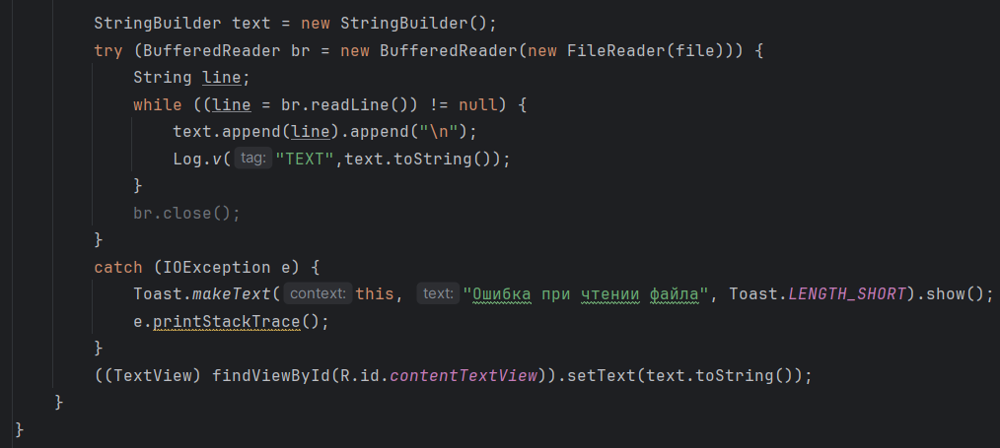 StringBuilder text = new StringBuilder();
try (BufferedReader br = new BufferedReader(new FileReader(file))) {
String line;
while ((line = br.readLine()) != null) {
text.append(line).append("\n");
Log.v( tag: "TEXT",text.toString());
}
br.close();
}
catch (IOException e) {
Toast.makeText( context: this, text: "Ошибка при чтении файла", Toast.LENGTH_SHORT).show();
e.printStackTrace();
}
((TextView) findViewById(R.id.contentTextView)).setText(text.toString());
}
}